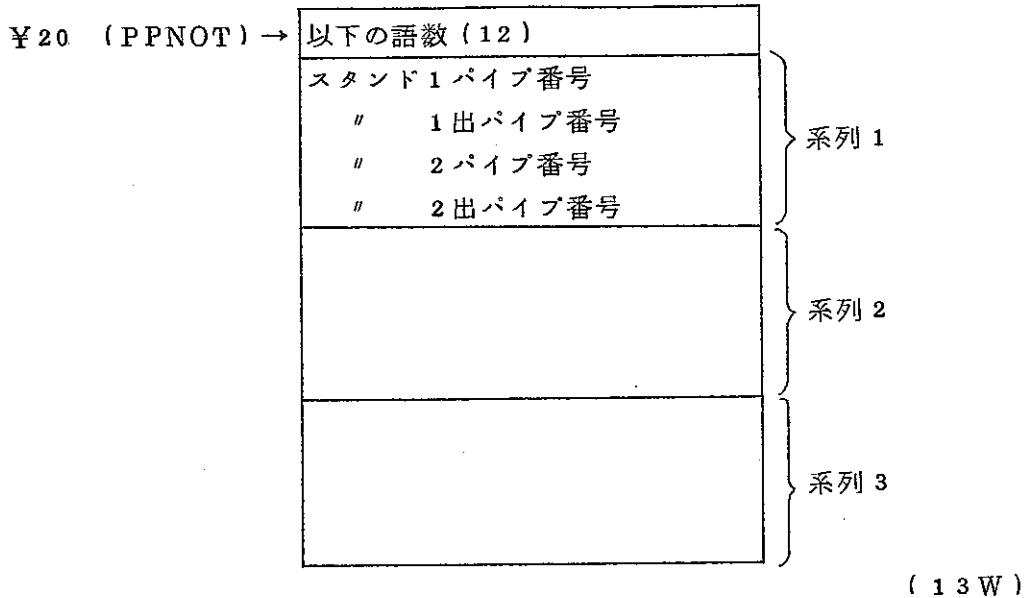 ¥20 (PPNOT)→ 以下の語数(12)
スタンド1パイプ番号
〃 1出パイプ番号
系列1
〃 2パイプ番号
〃 2出パイプ番号
系列2
系列3
(13W)